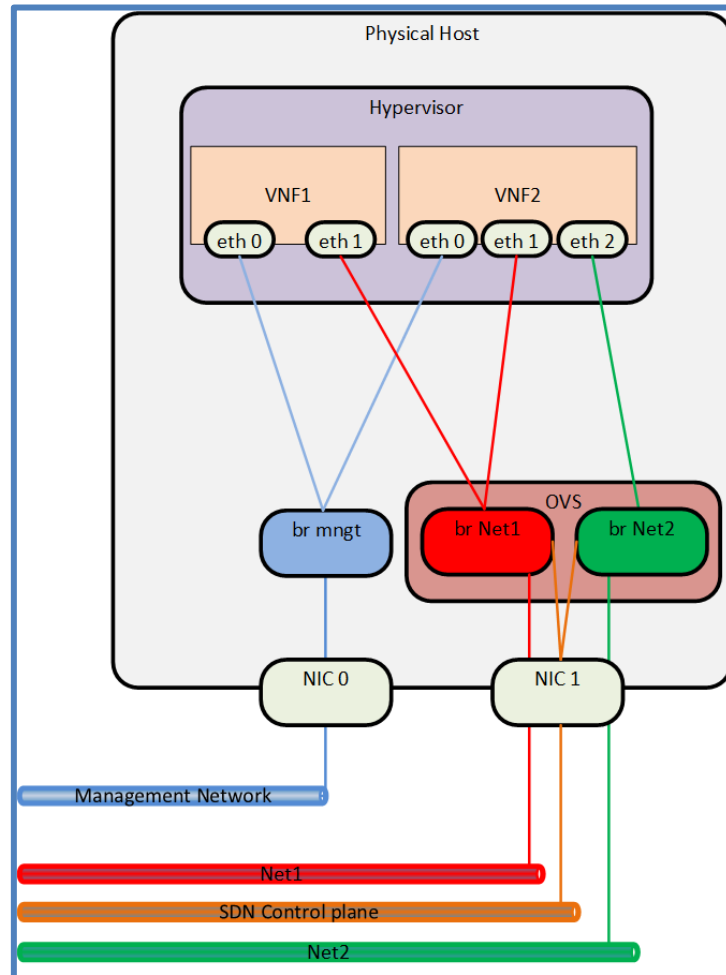 Physical Host
Hypervisor
VNF1
VNF2
eth 0
eth 1
eth 0
eth 1
eth 2
OVS
br mngt
br Net1
br Net2
NIC 0
NIC 1
Management Network
Net1
SDN Control plane
Net2